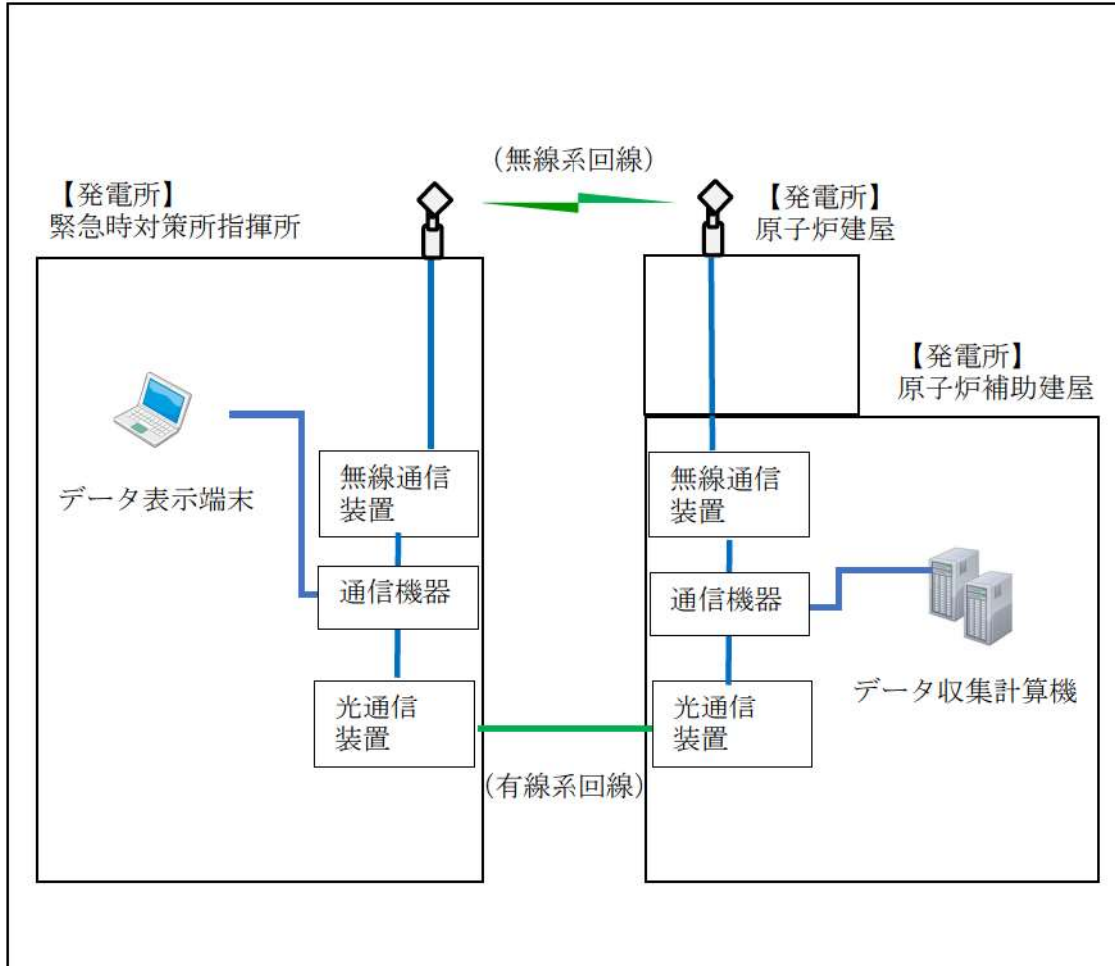 (無線系回線)
【発電所】
緊急時対策所指揮所
【発電所】
原子炉建屋
【発電所】
原子炉補助建屋
データ表示端末
無線通信
装置
通信機器
光通信
装置
無線通信
装置
通信機器
光通信
装置
データ収集計算機
(有線系回線)